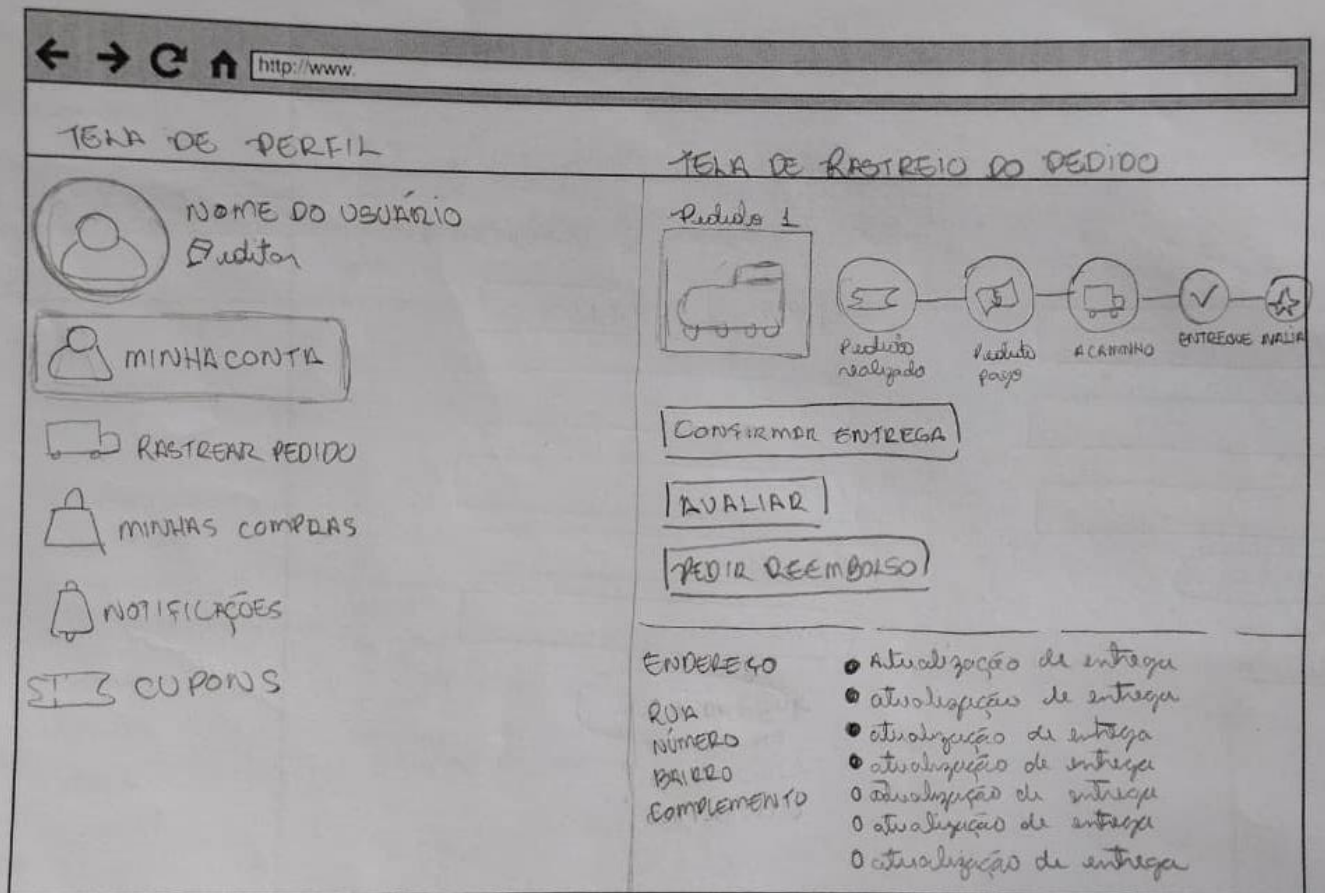 http://www.
TELA DE PERFIL
NOME DO USUÁRIO
editar
MINHA CONTA
RASTREAR PEDIDO
MINHAS COMPRAS
NOTIFICAÇÕES
CUPONS
TELA DE RASTREIO DO PEDIDO
Pedido 1
$
Pedido
realizado
Pedido
pago
A CAMINHO
ENTREGUE
AVALIA
CONFIRMAR ENTREGA
AVALIAR
PEDIR REEMBOLSO
ENDEREÇO
RUA
NÚMERO
BAIRRO
COMPLEMENTO
Atualização de entrega
atualização de entrega
atualização de entrega
atualização de entrega
atualização de entrega
atualização de entrega
atualização de entrega